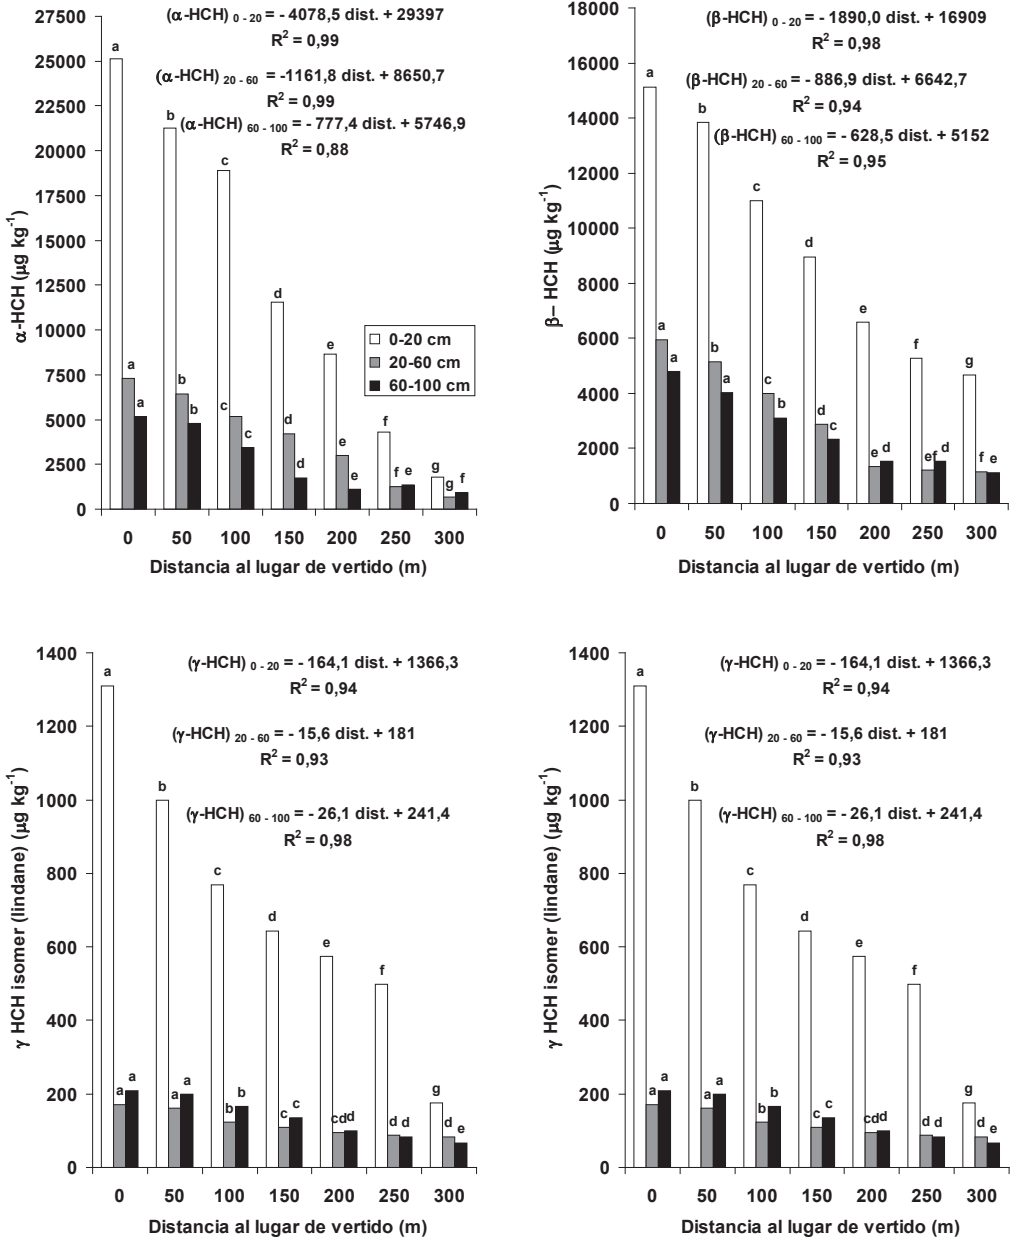 (α-HCH) 0 - 20 = - 4078,5 dist. + 29397
R2 = 0,99
(α-HCH) 20 - 60 = -1161,8 dist. + 8650,7
R2 = 0,99
(α-HCH) 60 - 100 = - 777,4 dist. + 5746,9
R2 = 0,88
α-HCH (µg kg-1)
27500
25000
22500
20000
17500
15000
12500
10000
7500
5000
2500
0
a
b
c
d
e
f
g
a
b
c
d
e
f
g
a
b
c
d
e
e
f
0-20 cm
20-60 cm
60-100 cm
0 50 100 150 200 250 300
Distancia al lugar de vertido (m)
(β-HCH) 0 - 20 = - 1890,0 dist. + 16909
R2 = 0,98
(β-HCH) 20 - 60 = - 886,9 dist. + 6642,7
R2 = 0,94
(β-HCH) 60 - 100 = - 628,5 dist. + 5152
R2 = 0,95
β– HCH (µg kg-1)
18000
16000
14000
12000
10000
8000
6000
4000
2000
0
a
b
c
d
e
f
g
a
b
c
d
e
ef
f
a
a
b
c
d
d
e
0 50 100 150 200 250 300
Distancia al lugar de vertido (m)
(γ-HCH) 0 - 20 = - 164,1 dist. + 1366,3
R2 = 0,94
(γ-HCH) 20 - 60 = - 15,6 dist. + 181
R2 = 0,93
(γ-HCH) 60 - 100 = - 26,1 dist. + 241,4
R2 = 0,98
γ HCH isomer (lindane) (µg kg-1)
1400
1200
1000
800
600
400
200
0
a
b
c
d
e
f
g
a
a
b
c
cd
d
d
a
a
b
c
d
d
e
0 50 100 150 200 250 300
Distancia al lugar de vertido (m)
(γ-HCH) 0 - 20 = - 164,1 dist. + 1366,3
R2 = 0,94
(γ-HCH) 20 - 60 = - 15,6 dist. + 181
R2 = 0,93
(γ-HCH) 60 - 100 = - 26,1 dist. + 241,4
R2 = 0,98
γ HCH isomer (lindane) (µg kg-1)
1400
1200
1000
800
600
400
200
0
a
b
c
d
e
f
g
a
a
b
c
cd
d
d
a
a
b
c
d
d
e
0 50 100 150 200 250 300
Distancia al lugar de vertido (m)